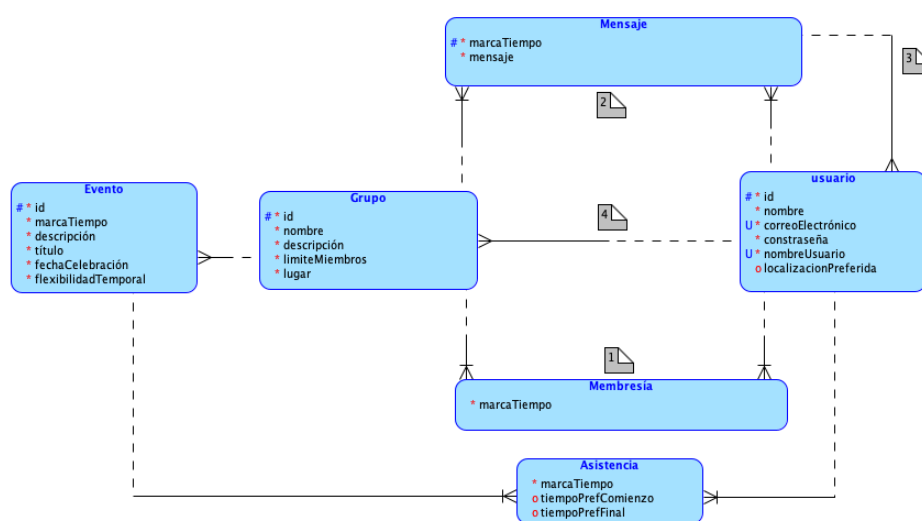 Mensaje
# * marcaTiempo
* mensaje
2
3
Evento
# * id
* marcaTiempo
* descripción
* título
* fechaCelebración
* flexibilidadTemporal
Grupo
# * id
* nombre
* descripción
* limiteMiembros
* lugar
4
usuario
# * id
* nombre
U * correoElectrónico
* constraseña
U * nombreUsuario
o localizacionPreferida
1
Membresía
* marcaTiempo
Asistencia
* marcaTiempo
o tiempoPrefComienzo
o tiempoPrefFinal